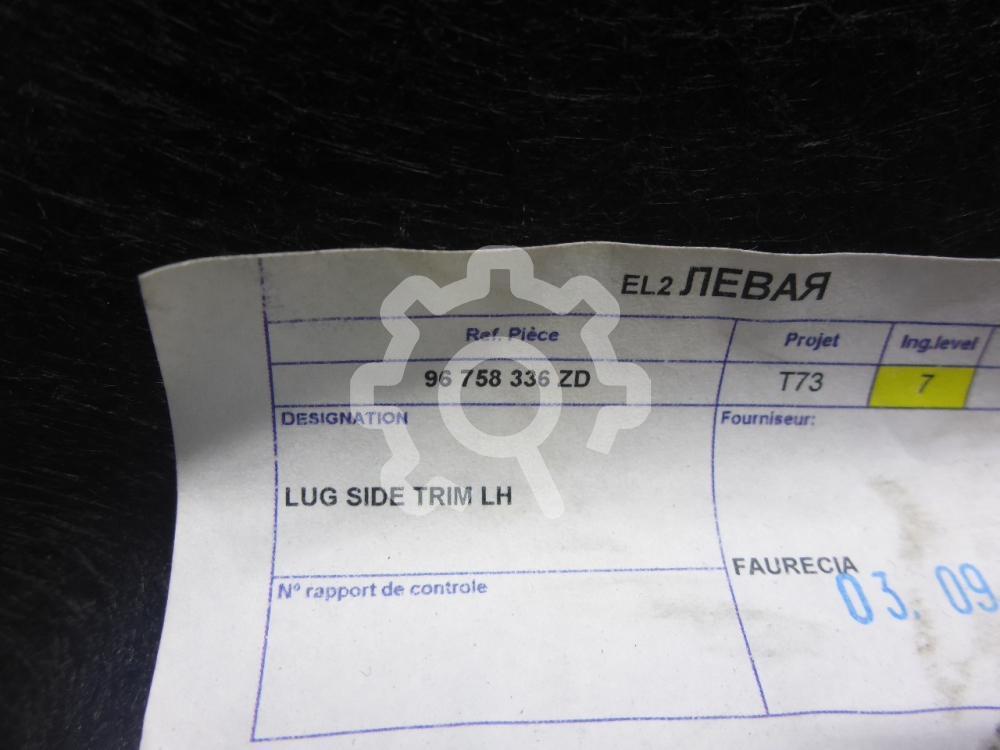 EL2 ЛЕВАЯ
Ref. Pièce Projet Ing.level
96 758 336 ZD T73 7
DESIGNATION Fourniseur:
LUG SIDE TRIM LH
FAURECIA
N° rapport de controle
03. 09